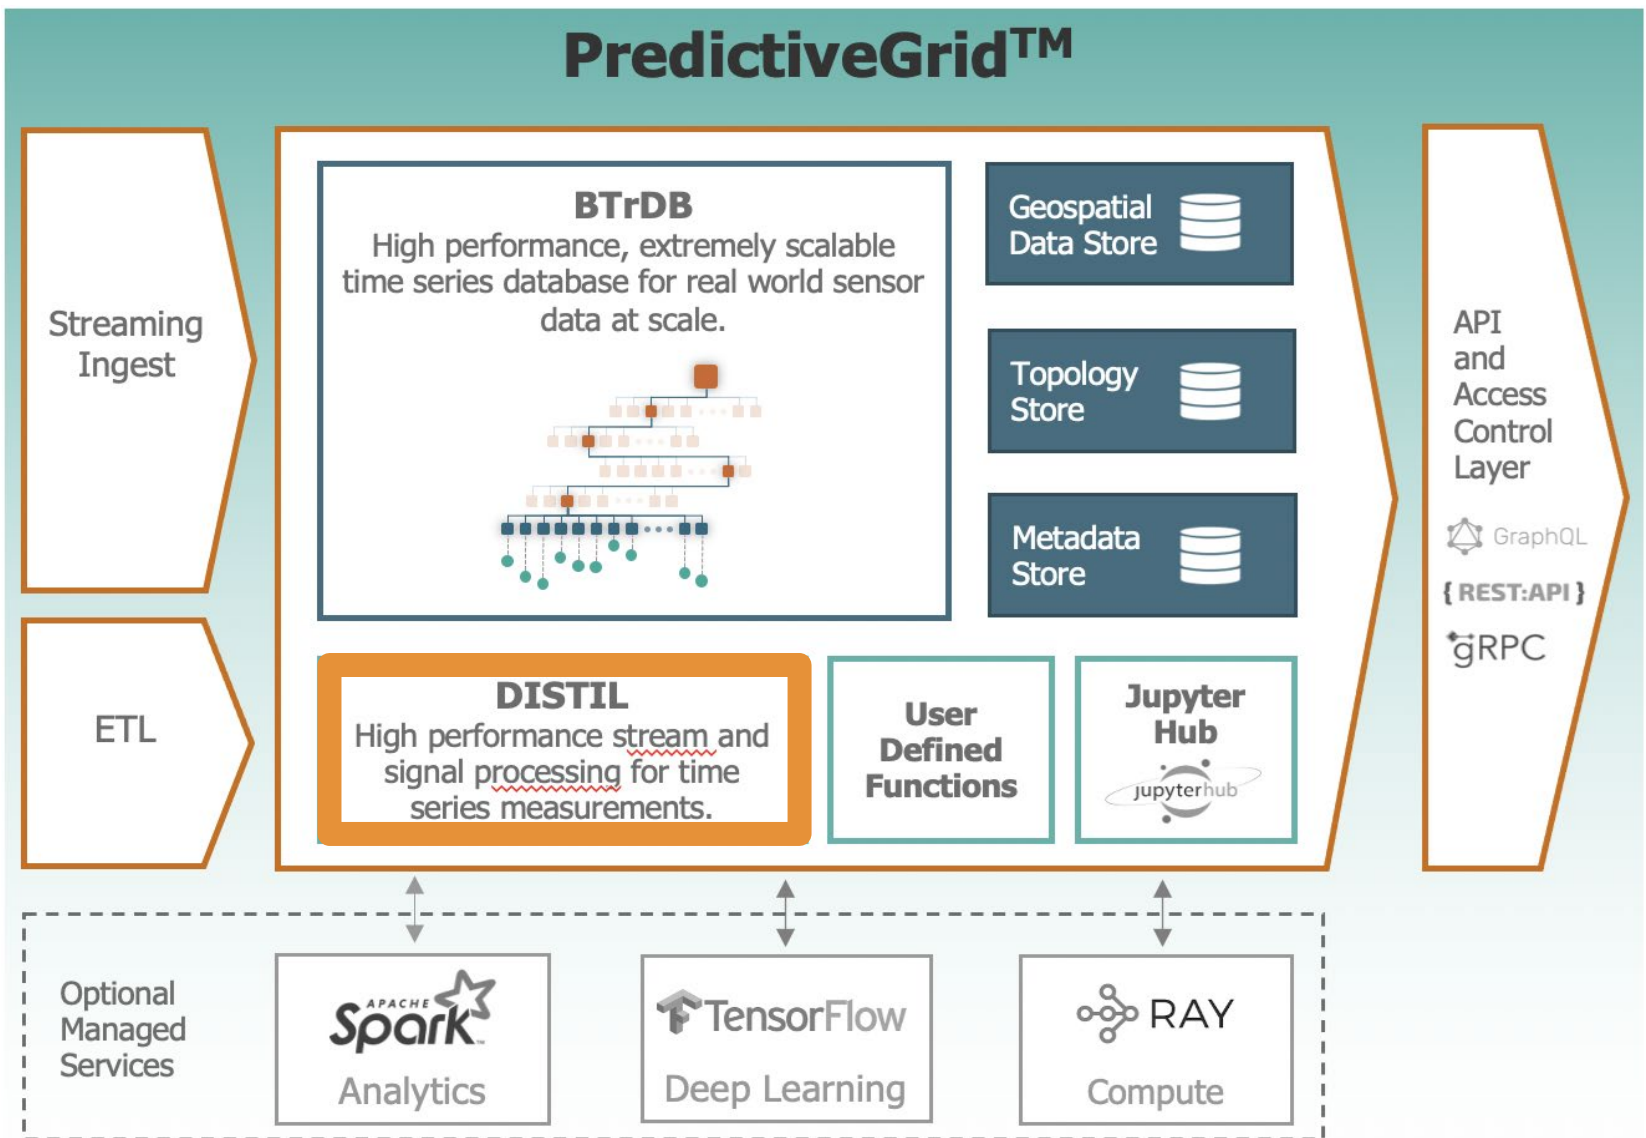 PredictiveGrid™
Streaming
Ingest
ETL
BTrDB
High performance, extremely scalable
time series database for real world sensor
data at scale.
Geospatial
Data Store
Topology
Store
Metadata
Store
DISTIL
High performance stream and
signal processing for time
series measurements.
User
Defined
Functions
Jupyter
Hub
jupyterhub
API
and
Access
Control
Layer
GraphQL
{ REST:API }
gRPC
Optional
Managed
Services
APACHE
Spark™
Analytics
TensorFlow
Deep Learning
RAY
Compute